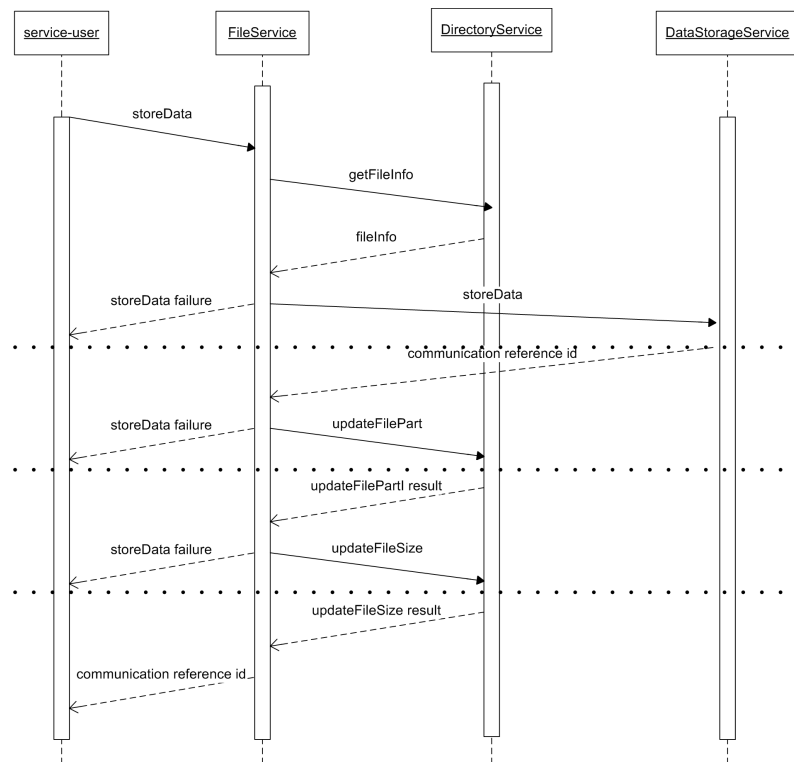 service-user
FileService
DirectoryService
DataStorageService
storeData
getFileInfo
fileInfo
storeData
storeData failure
communication reference id
storeData failure
updateFilePart
updateFilePartI result
storeData failure
updateFileSize
updateFileSize result
communication reference id